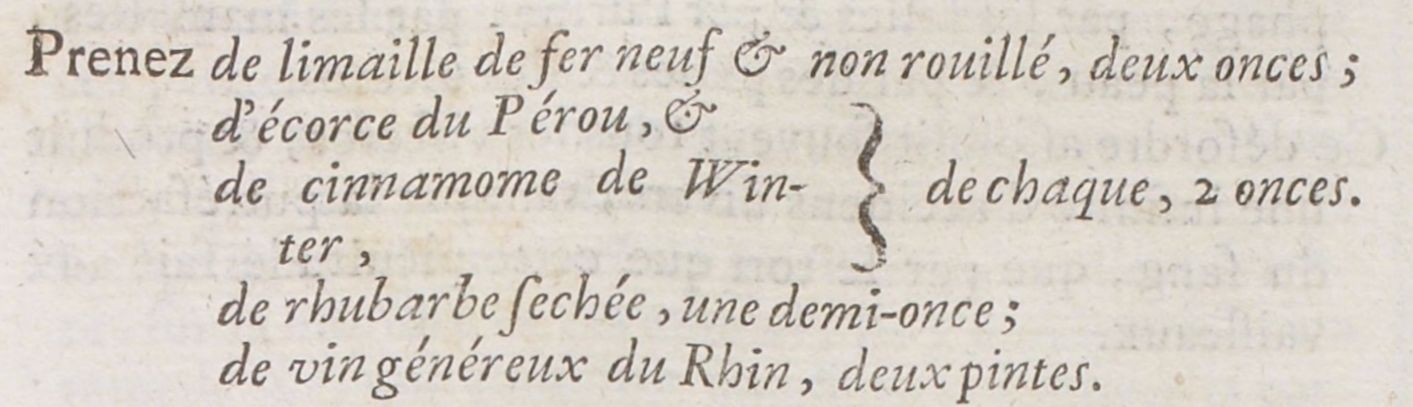 Prenez de limaille de fer neuf & non rouillé, deux onces ;
d'écorce du Pérou, &
de cinnamome de Win- } de chaque, 2 onces.
ter,
de rhubarbe ſechée, une demi-once ;
de vin généreux du Rhin, deux pintes.